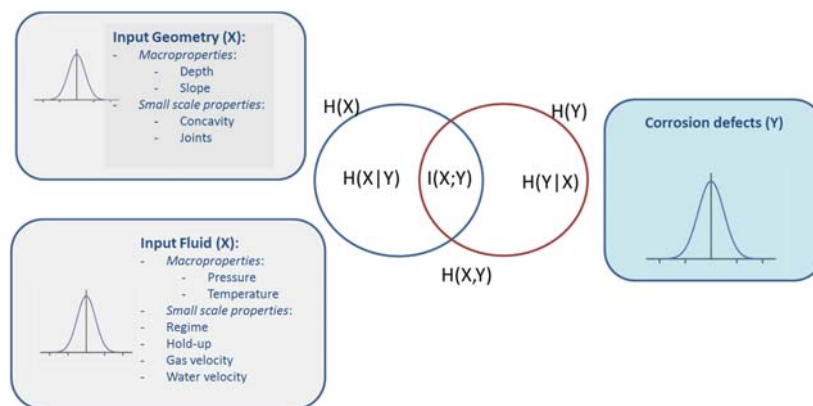 Input Geometry (X):
- Macroproperties:
- Depth
- Slope
- Small scale properties:
- Concavity
- Joints
Input Fluid (X):
- Macroproperties:
- Pressure
- Temperature
- Small scale properties:
- Regime
- Hold-up
- Gas velocity
- Water velocity
H(X)
H(Y)
H(X|Y)
I(X;Y)
H(Y|X)
H(X,Y)
Corrosion defects (Y)